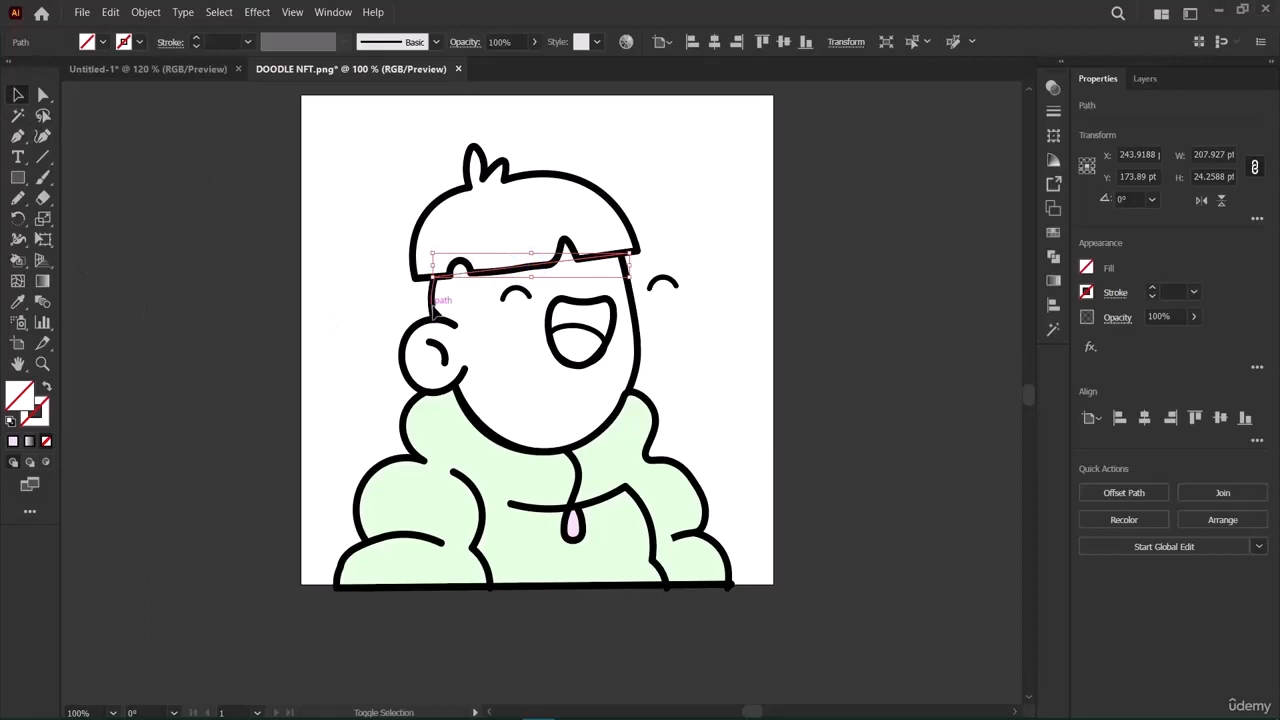 Ai File Edit Object Type Select Effect View Window Help
Path Stroke: Basic Opacity: 100% Style: Transform
Untitled-1* @ 120 % (RGB/Preview) × DOODLE NFT.png* @ 100 % (RGB/Preview) ×
Properties Layers
Path
Transform
X: 243.9188 p W: 207.927 pt
Y: 173.89 pt H: 24.2588 pt
0°
Appearance
Fill
Stroke
Opacity 100%
fx.
Align
Quick Actions
Offset Path Join
Recolor Arrange
Start Global Edit
path
100% 0° 1 Toggle Selection
ûdemy